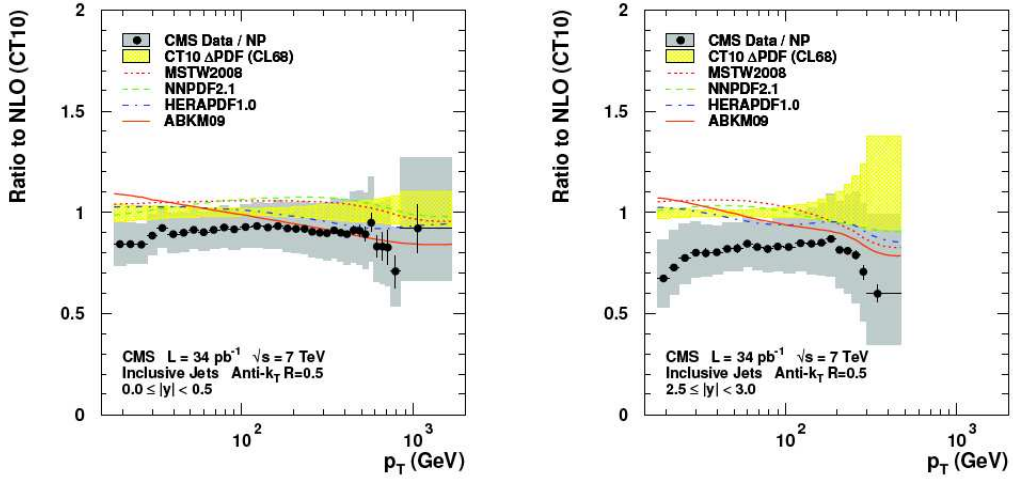 Ratio to NLO (CT10)
2
1.5
1
0.5
0
CMS Data / NP
CT10 ΔPDF (CL68)
MSTW2008
NNPDF2.1
HERAPDF1.0
ABKM09
CMS L = 34 pb⁻¹ √s = 7 TeV
Inclusive Jets Anti-k_T R=0.5
0.0 ≤ |y| < 0.5
10² 10³
p_T (GeV)
Ratio to NLO (CT10)
2
1.5
1
0.5
0
CMS Data / NP
CT10 ΔPDF (CL68)
MSTW2008
NNPDF2.1
HERAPDF1.0
ABKM09
CMS L = 34 pb⁻¹ √s = 7 TeV
Inclusive Jets Anti-k_T R=0.5
2.5 ≤ |y| < 3.0
10² 10³
p_T (GeV)